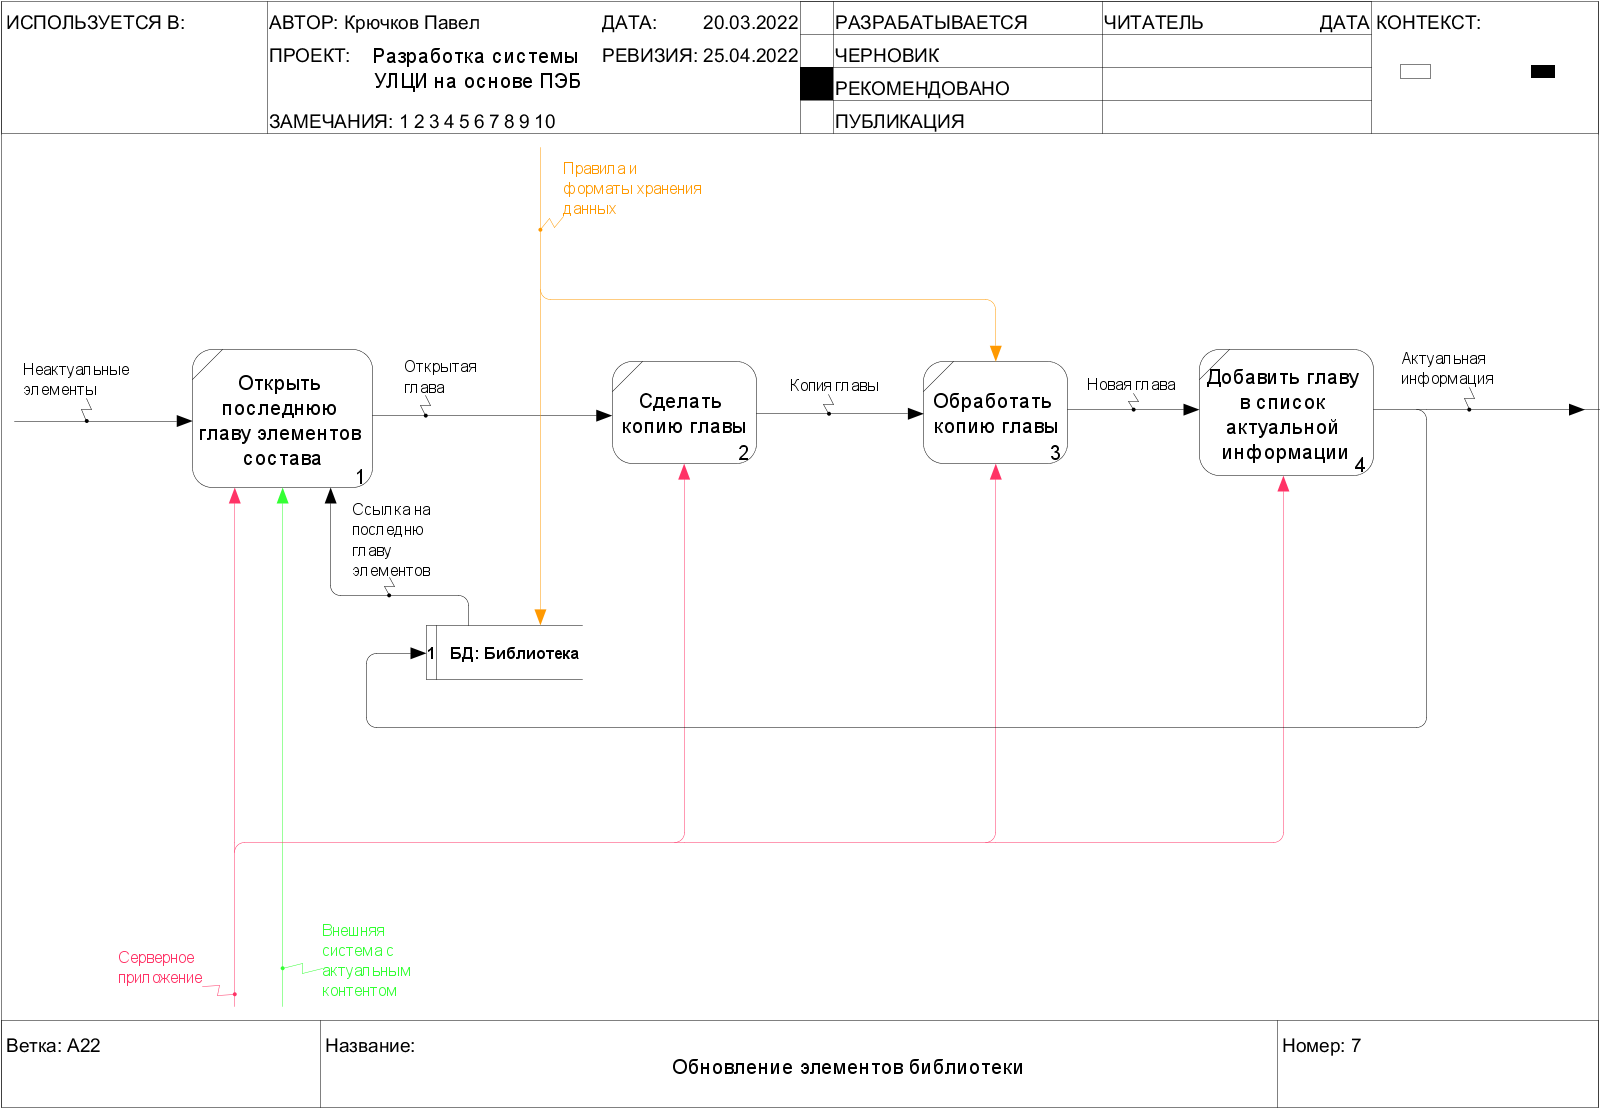 ИСПОЛЬЗУЕТСЯ В:
АВТОР: Крючков Павел
ДАТА: 20.03.2022
ПРОЕКТ: Разработка системы
УЛЦИ на основе ПЭБ
РЕВИЗИЯ: 25.04.2022
ЗАМЕЧАНИЯ: 1 2 3 4 5 6 7 8 9 10
РАЗРАБАТЫВАЕТСЯ
ЧЕРНОВИК
РЕКОМЕНДОВАНО
ПУБЛИКАЦИЯ
ЧИТАТЕЛЬ
ДАТА
КОНТЕКСТ:
Правила и
форматы хранения
данных
Неактуальные
элементы
Открыть
последнюю
главу элементов
состава
1
Открытая
глава
Сделать
копию главы
2
Копия главы
Обработать
копию главы
3
Новая глава
Добавить главу
в список
актуальной
информации
4
Актуальная
информация
Ссылка на
последню
главу
элементов
1
БД: Библиотека
Серверное
приложение
Внешняя
система с
актуальным
контентом
Ветка: A22
Название:
Обновление элементов библиотеки
Номер: 7